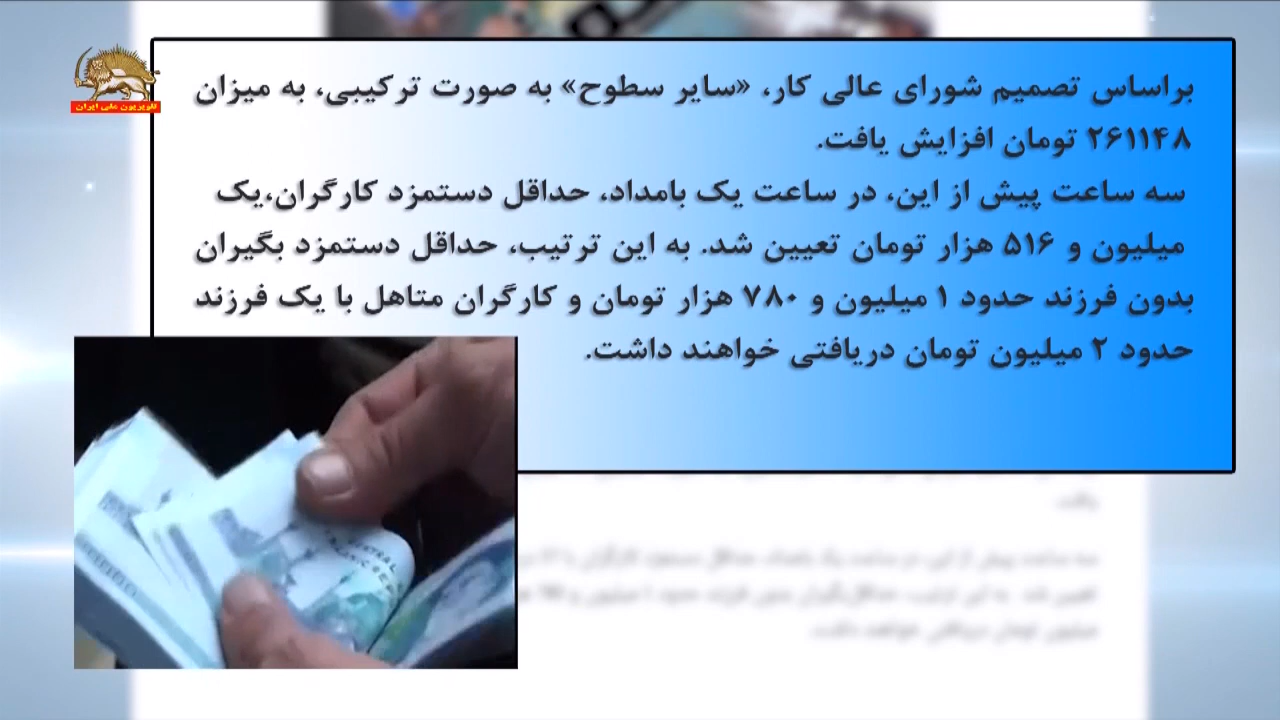 تلویزیون ملی ایران
براساس تصمیم شورای عالی کار، «سایر سطوح» به صورت ترکیبی، به میزان
۲۶۱۱۴۸ تومان افزایش یافت.
سه ساعت پیش از این، در ساعت یک بامداد، حداقل دستمزد کارگران،یک
میلیون و ۵۱۶ هزار تومان تعیین شد. به این ترتیب، حداقل دستمزد بگیران
بدون فرزند حدود ۱ میلیون و ۷۸۰ هزار تومان و کارگران متاهل با یک فرزند
حدود ۲ میلیون تومان دریافتی خواهند داشت.